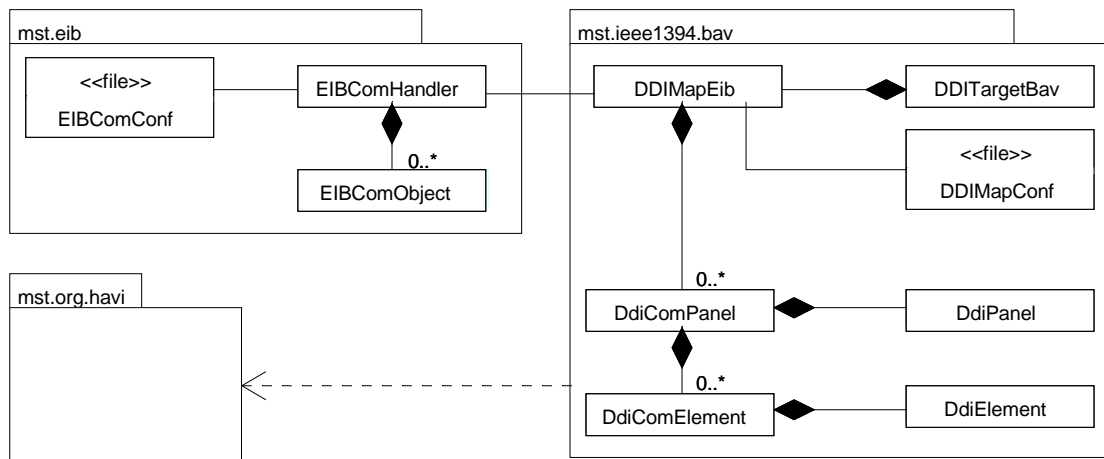 mst.eib
<<file>>
EIBComConf
EIBComHandler
0..*
EIBComObject
mst.ieee1394.bav
DDIMapEib
DDITargetBav
<<file>>
DDIMapConf
0..*
DdiComPanel
DdiPanel
0..*
DdiComElement
DdiElement
mst.org.havi